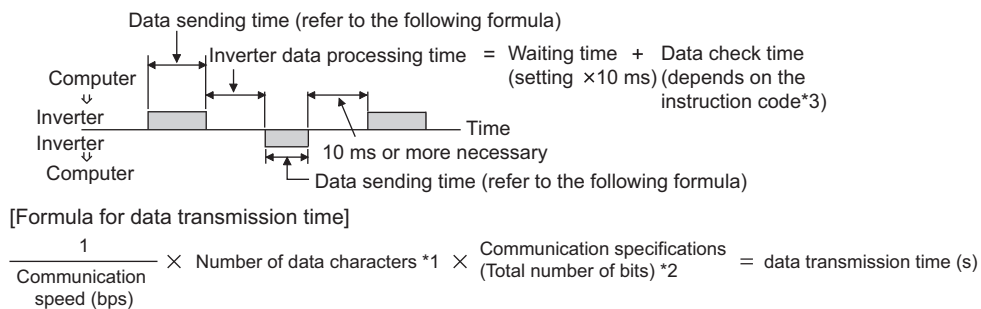 Data sending time (refer to the following formula)
Inverter data processing time = Waiting time + Data check time
(setting ×10 ms) (depends on the
instruction code*3)
Computer
⇓
Inverter
Time
Inverter
⇓
Computer
10 ms or more necessary
Data sending time (refer to the following formula)
[Formula for data transmission time]
1
Communication
speed (bps)
× Number of data characters *1 ×
Communication specifications
(Total number of bits) *2
= data transmission time (s)